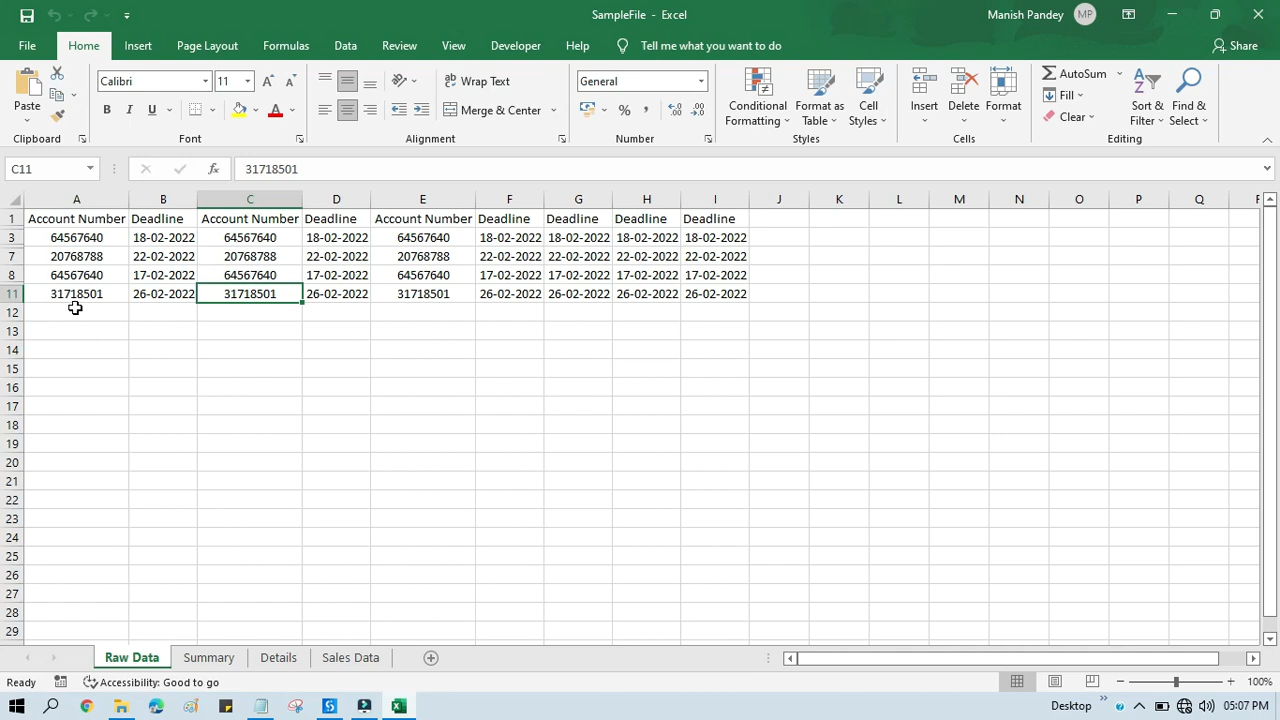 SampleFile - Excel
Manish Pandey MP
File Home Insert Page Layout Formulas Data Review View Developer Help Tell me what you want to do Share
Paste
Calibri 11
B I U
Wrap Text
Merge & Center
General
Conditional Formatting
Format as Table
Cell Styles
Insert
Delete
Format
AutoSum
Fill
Clear
Sort & Filter
Find & Select
Clipboard Font Alignment Number Styles Cells Editing
C11 fx 31718501
A B C D E F G H I J K L M N O P Q
1 Account Number Deadline Account Number Deadline Account Number Deadline Deadline Deadline Deadline
3 64567640 18-02-2022 64567640 18-02-2022 64567640 18-02-2022 18-02-2022 18-02-2022 18-02-2022
7 20768788 22-02-2022 20768788 22-02-2022 20768788 22-02-2022 22-02-2022 22-02-2022 22-02-2022
8 64567640 17-02-2022 64567640 17-02-2022 64567640 17-02-2022 17-02-2022 17-02-2022 17-02-2022
11 31718501 26-02-2022 31718501 26-02-2022 31718501 26-02-2022 26-02-2022 26-02-2022 26-02-2022
12
13
14
15
16
17
18
19
20
21
22
23
24
25
26
27
28
29
Raw Data Summary Details Sales Data
Ready Accessibility: Good to go 100%
Desktop 05:07 PM